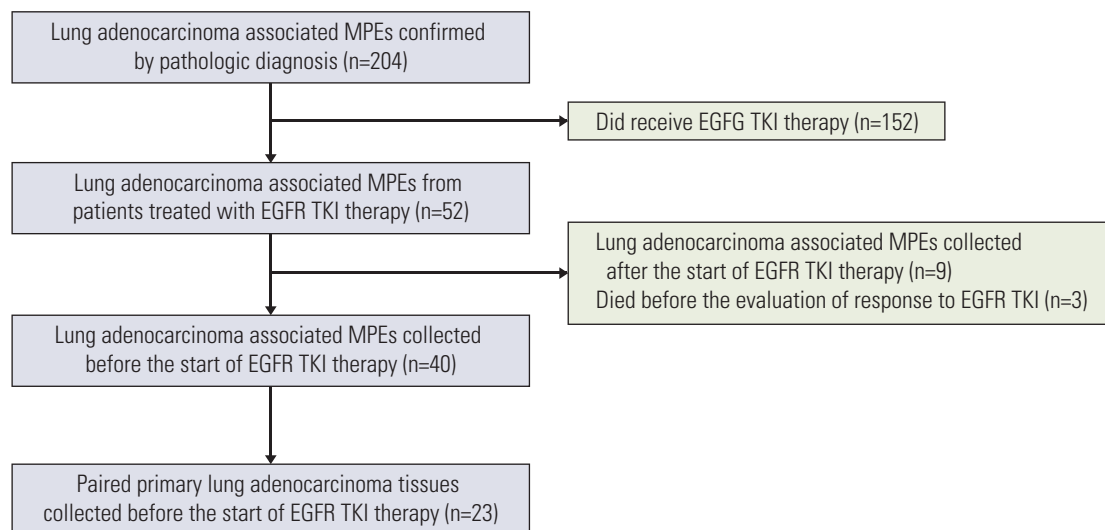 Lung adenocarcinoma associated MPEs confirmed
by pathologic diagnosis (n=204)
Did receive EGFG TKI therapy (n=152)
Lung adenocarcinoma associated MPEs from
patients treated with EGFR TKI therapy (n=52)
Lung adenocarcinoma associated MPEs collected
after the start of EGFR TKI therapy (n=9)
Died before the evaluation of response to EGFR TKI (n=3)
Lung adenocarcinoma associated MPEs collected
before the start of EGFR TKI therapy (n=40)
Paired primary lung adenocarcinoma tissues
collected before the start of EGFR TKI therapy (n=23)